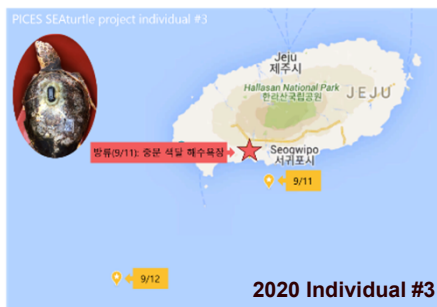 PICES SEAturtle project individual #3
Jeju
제주시
Hallasan National Park
한라산국립공원
JEJU
방류(9/11): 중문 색달 해수욕장
Seogwipo
서귀포시
9/11
9/12
2020 Individual #3